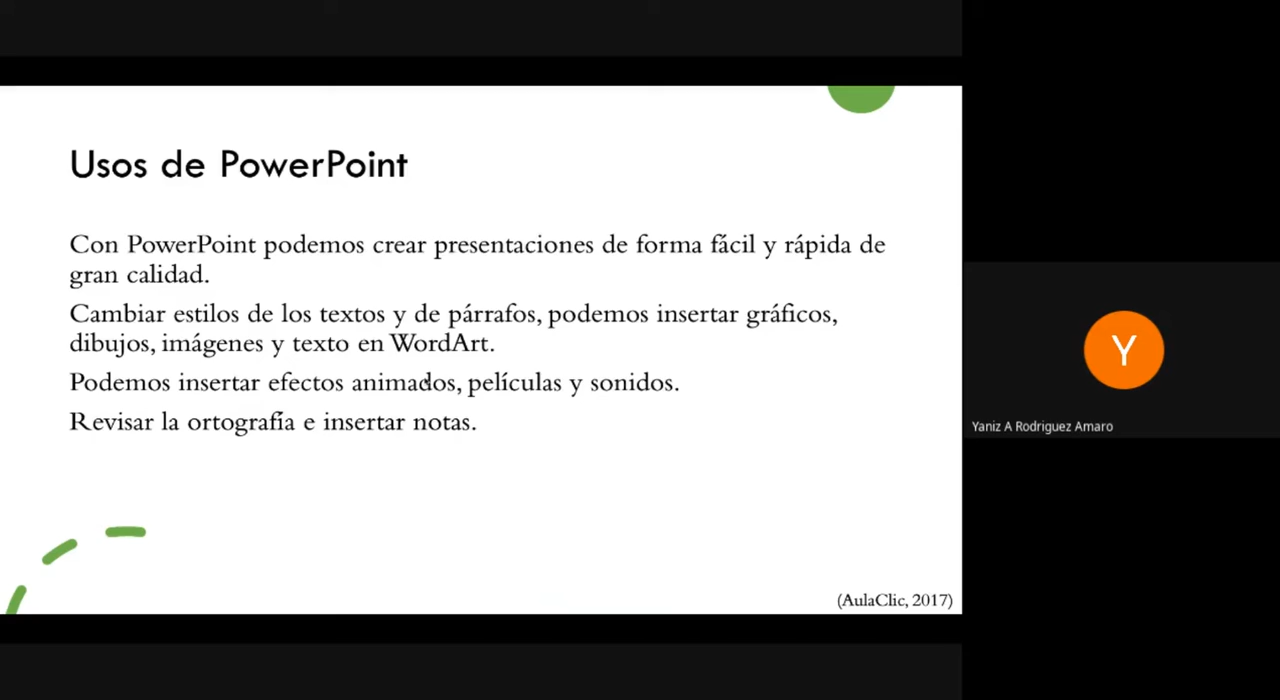 Usos de PowerPoint
Con PowerPoint podemos crear presentaciones de forma fácil y rápida de
gran calidad.
Cambiar estilos de los textos y de párrafos, podemos insertar gráficos,
dibujos, imágenes y texto en WordArt.
Podemos insertar efectos animados, películas y sonidos.
Revisar la ortografía e insertar notas.
(AulaClic, 2017)
Y
Yaniz A Rodriguez Amaro